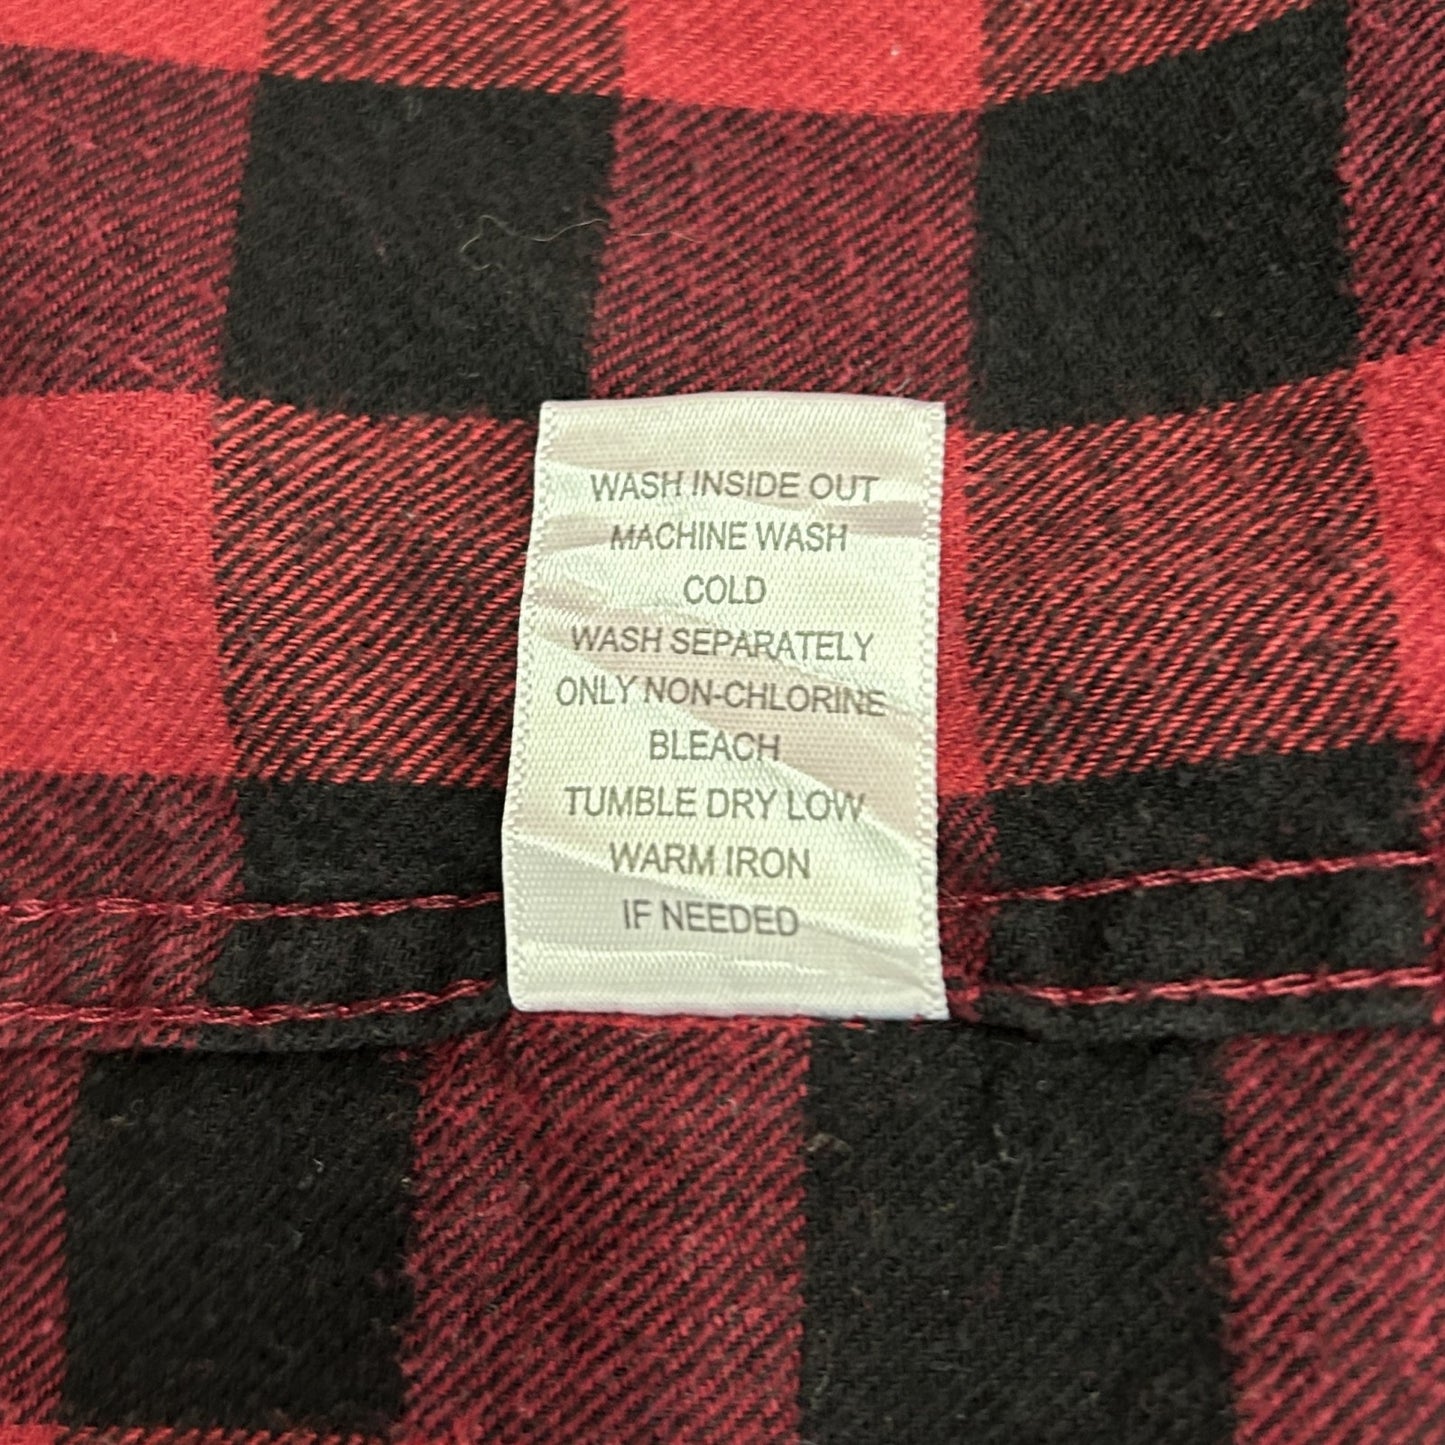 WASH INSIDE OUT
MACHINE WASH
COLD
WASH SEPARATELY
ONLY NON-CHLORINE
BLEACH
TUMBLE DRY LOW
WARM IRON
IF NEEDED